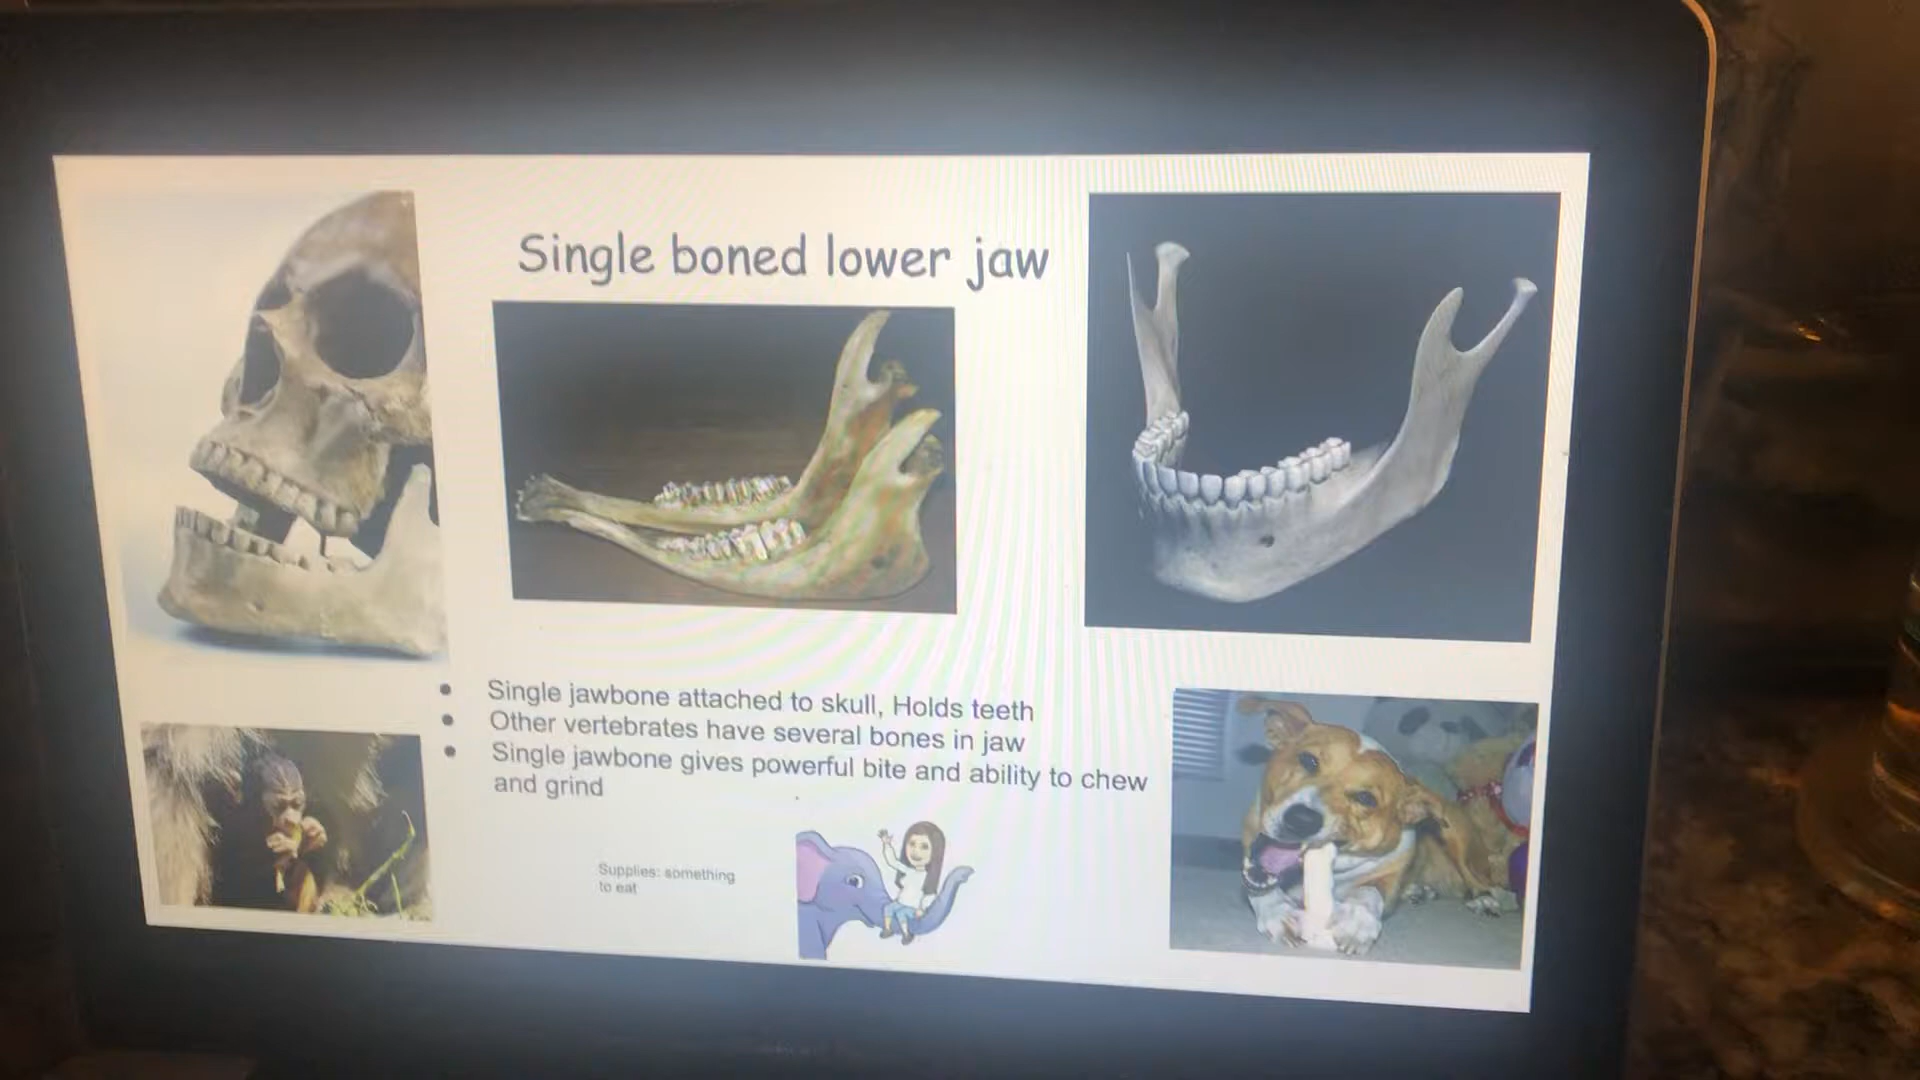 Single boned lower jaw
Single jawbone attached to skull, Holds teeth
Other vertebrates have several bones in jaw
Single jawbone gives powerful bite and ability to chew
and grind
Supplies: something
to eat